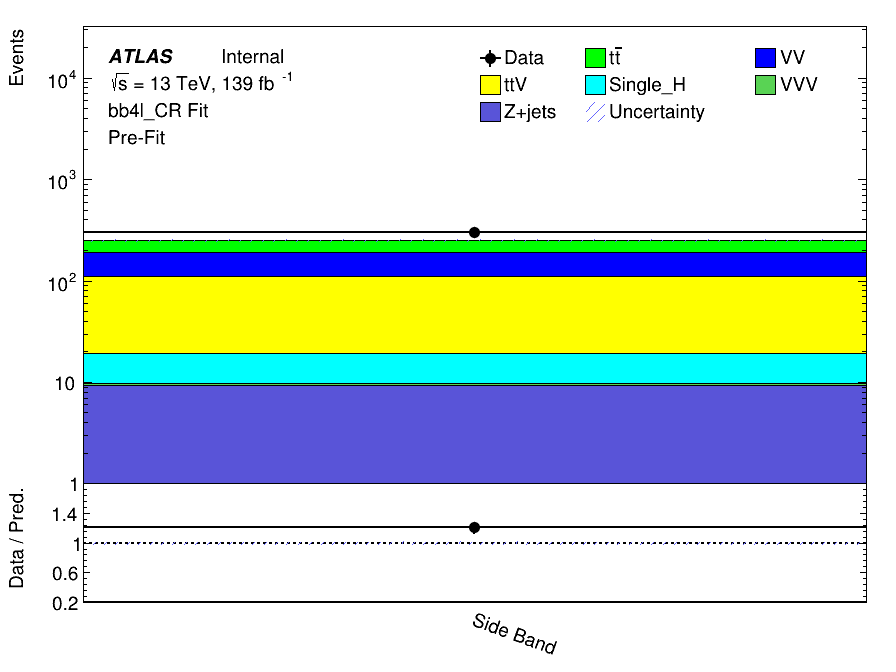 Events
ATLAS Internal
√s = 13 TeV, 139 fb⁻¹
bb4l_CR Fit
Pre-Fit
Data
tt̄
VV
ttV
Single_H
VVV
Z+jets
Uncertainty
10⁴
10³
10²
10
1
Data / Pred.
1.4
1
0.6
0.2
Side Band